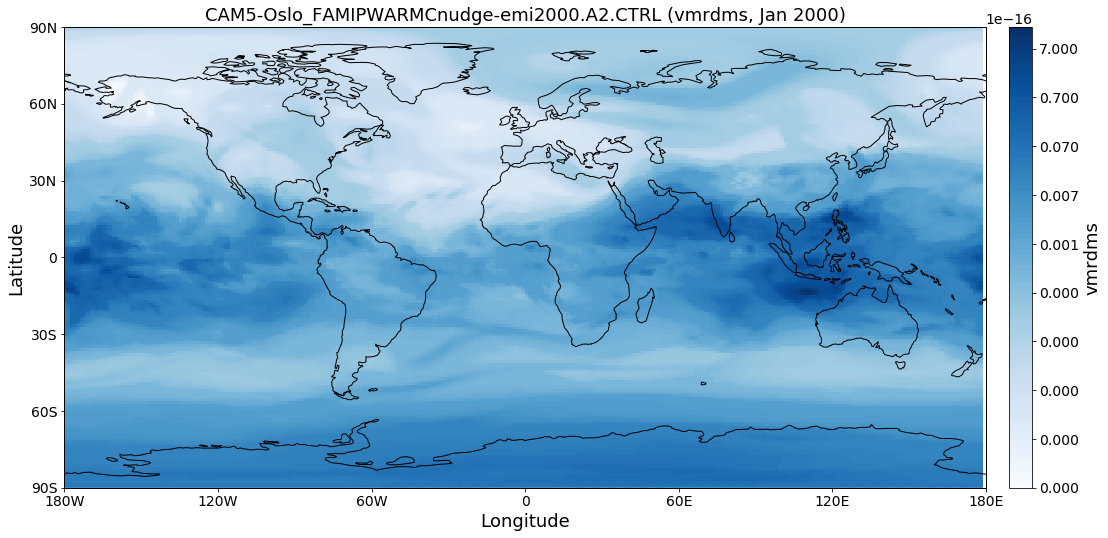 CAM5-Oslo_FAMIPWARMCnudge-emi2000.A2.CTRL (vmrdms, Jan 2000)
1e−16
90N
60N
30N
0
30S
60S
90S
Latitude
180W
120W
60W
0
60E
120E
180E
Longitude
7.000
0.700
0.070
0.007
0.001
0.000
0.000
0.000
0.000
0.000
vmrdms